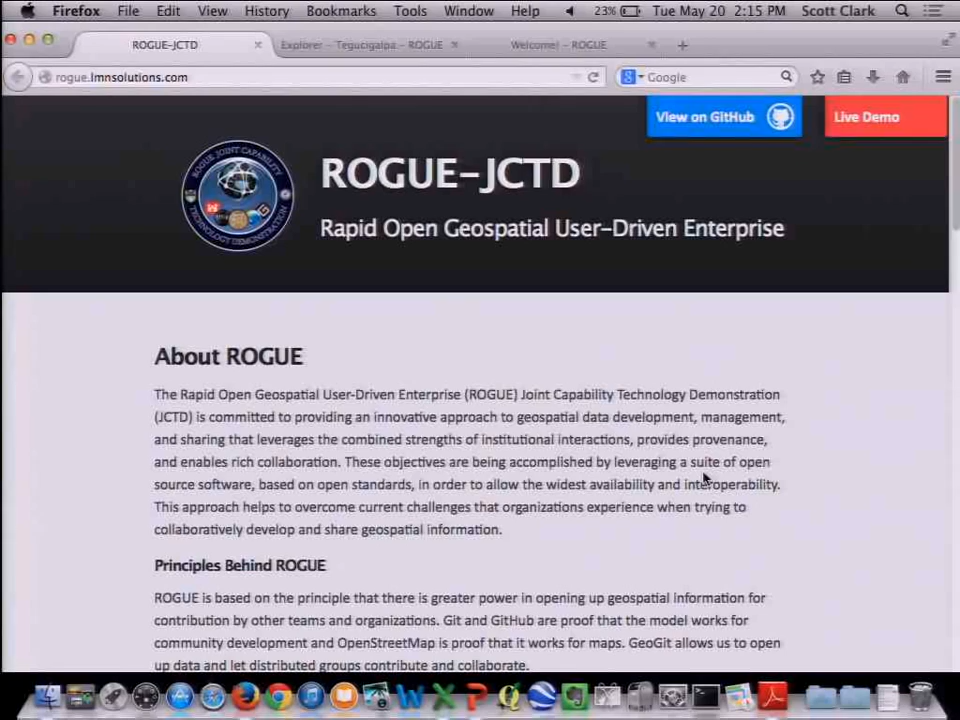 Firefox File Edit View History Bookmarks Tools Window Help 23% Tue May 20 2:15 PM Scott Clark
ROGUE-JCTD Explorer - Tegucigalpa - ROGUE Welcome! - ROGUE
rogue.lmnsolutions.com Google
View on GitHub Live Demo
ROGUE JOINT CAPABILITY
TECHNOLOGY DEMONSTRATION
ROGUE-JCTD
Rapid Open Geospatial User-Driven Enterprise
About ROGUE
The Rapid Open Geospatial User-Driven Enterprise (ROGUE) Joint Capability Technology Demonstration
(JCTD) is committed to providing an innovative approach to geospatial data development, management,
and sharing that leverages the combined strengths of institutional interactions, provides provenance,
and enables rich collaboration. These objectives are being accomplished by leveraging a suite of open
source software, based on open standards, in order to allow the widest availability and interoperability.
This approach helps to overcome current challenges that organizations experience when trying to
collaboratively develop and share geospatial information.
Principles Behind ROGUE
ROGUE is based on the principle that there is greater power in opening up geospatial information for
contribution by other teams and organizations. Git and GitHub are proof that the model works for
community development and OpenStreetMap is proof that it works for maps. GeoGit allows us to open
up data and let distributed groups contribute and collaborate.